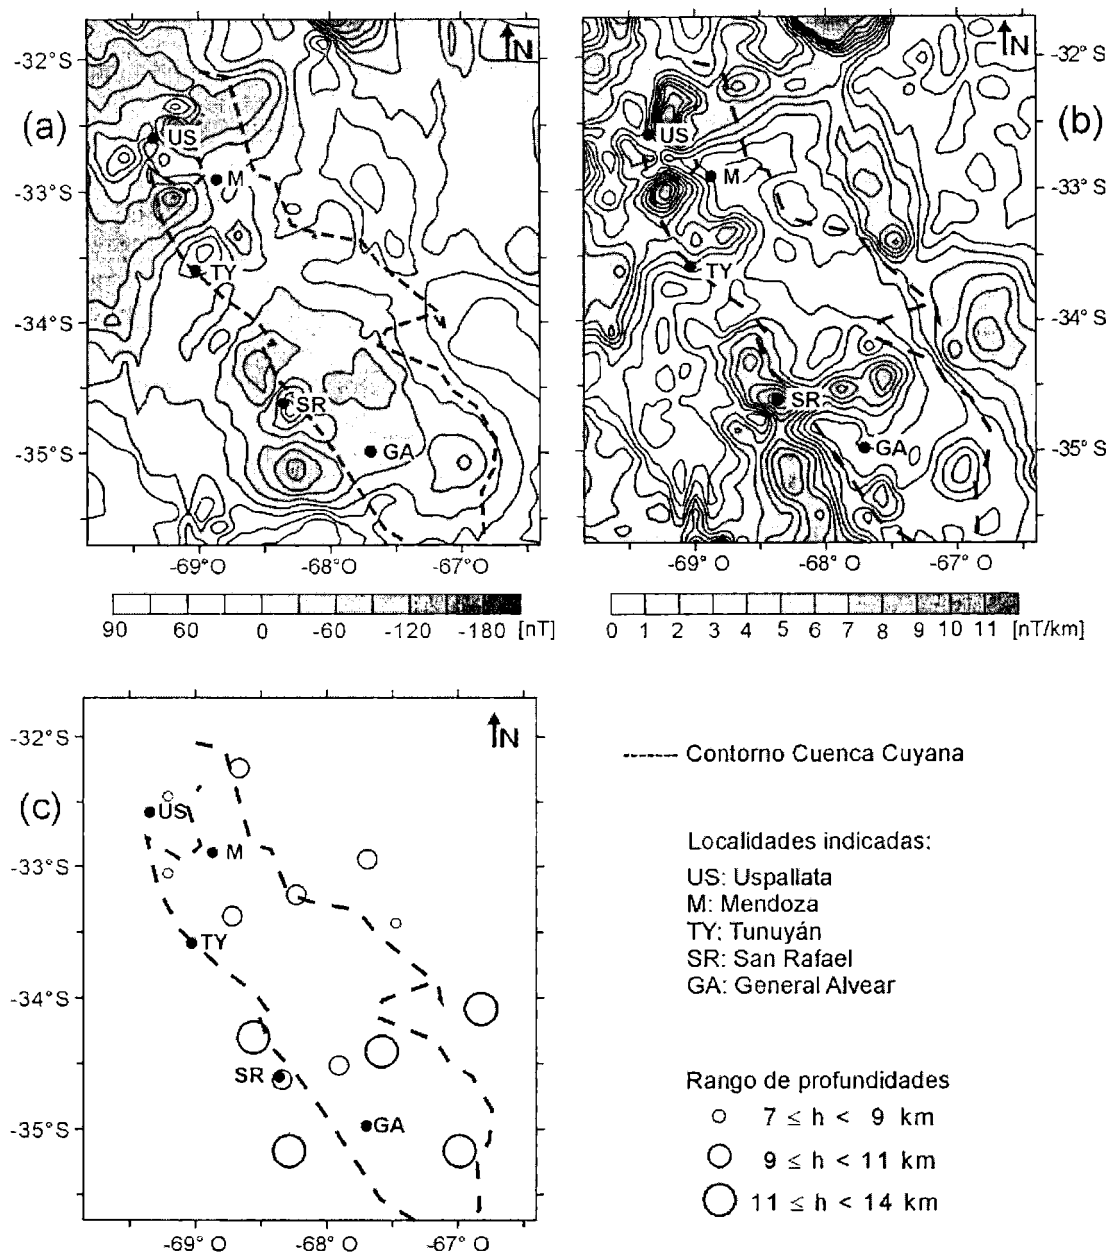 -32°S
-33°S
-34°S
-35°S
(a)
N
US
M
TY
SR
GA
-69° O
-68° O
-67° O
90 60 0 -60 -120 -180 [nT]
N
-32°S
-33°S
-34°S
-35°S
(b)
US
M
TY
SR
GA
-69° O
-68° O
-67° O
0 1 2 3 4 5 6 7 8 9 10 11 [nT/km]
-32°S
-33°S
-34°S
-35°S
(c)
N
US
M
TY
SR
GA
-69° O
-68° O
-67° O
Contorno Cuenca Cuyana
Localidades indicadas:
US: Uspallata
M: Mendoza
TY: Tunuyán
SR: San Rafael
GA: General Alvear
Rango de profundidades
7 ≤ h < 9 km
9 ≤ h < 11 km
11 ≤ h < 14 km